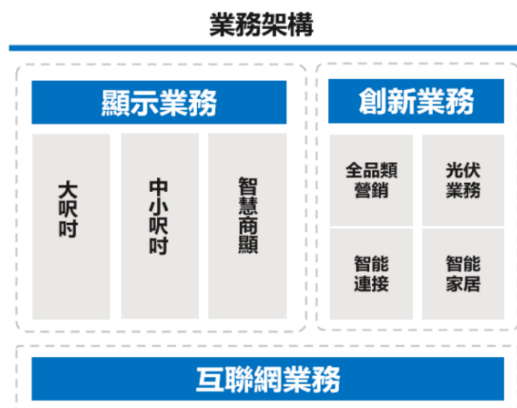 業務架構
顯示業務
大呎吋
中小呎吋
智慧商顯
創新業務
全品類
營銷
光伏
業務
智能
連接
智能
家居
互聯網業務